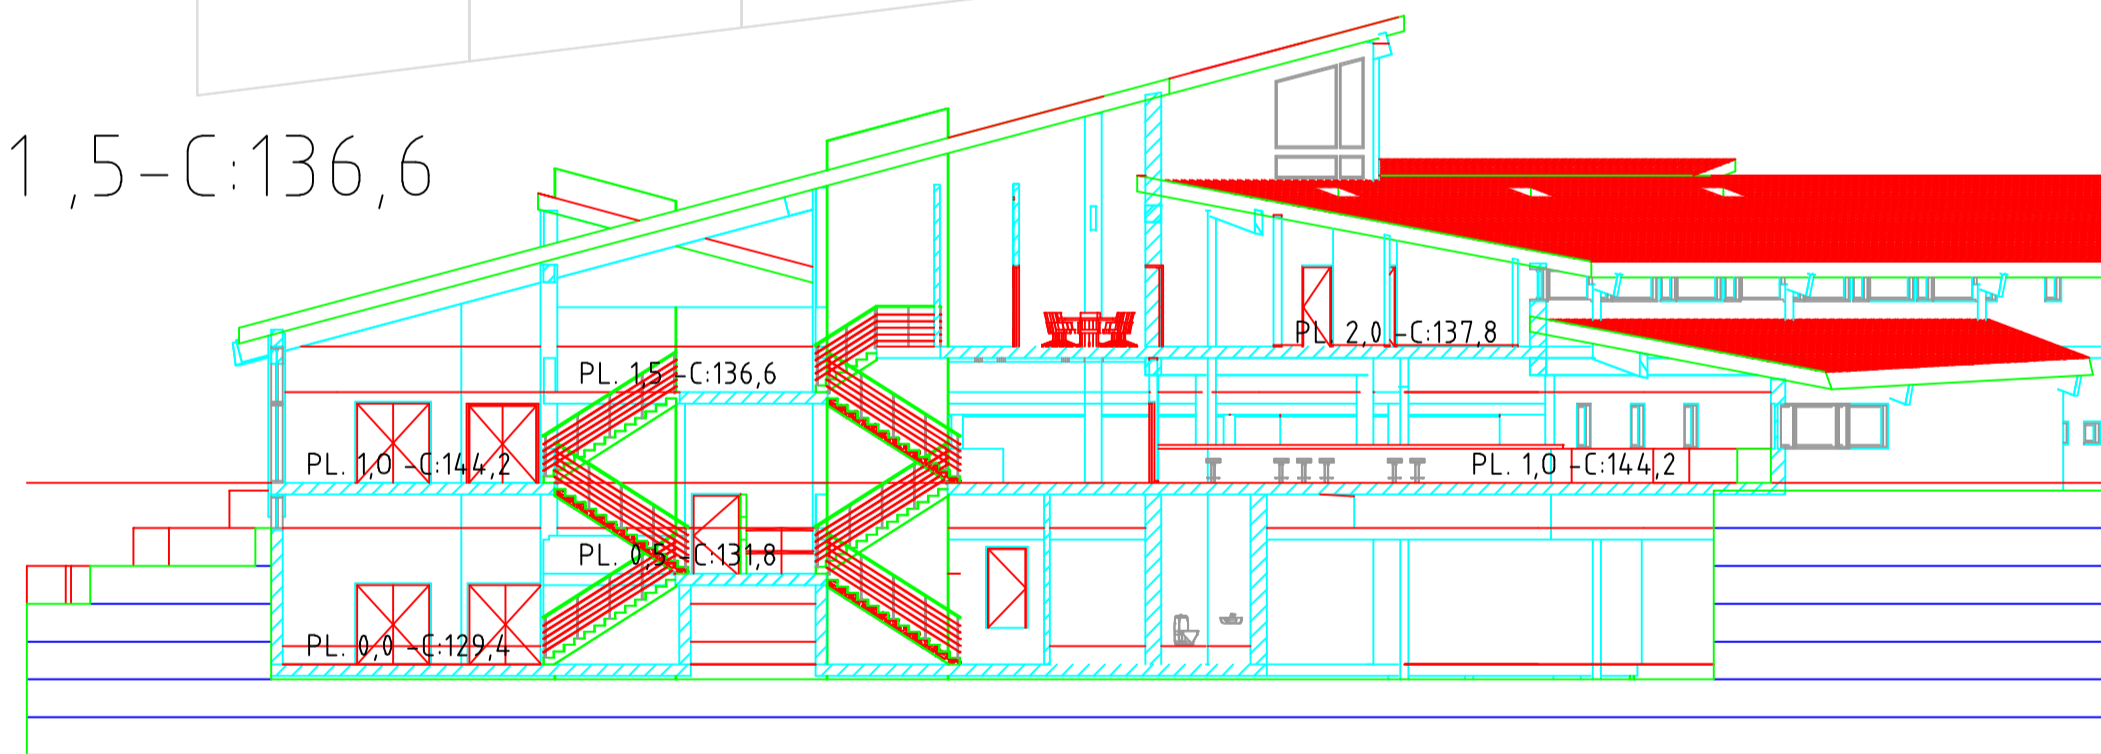 1,5-C:136,6
PL. 2,0 -C:137,8
PL. 1,5 -C:136,6
PL. 1,0 -C:144,2
PL. 1,0 -C:144,2
PL. 0,5 -C:131,8
PL. 0,0 -C:129,4